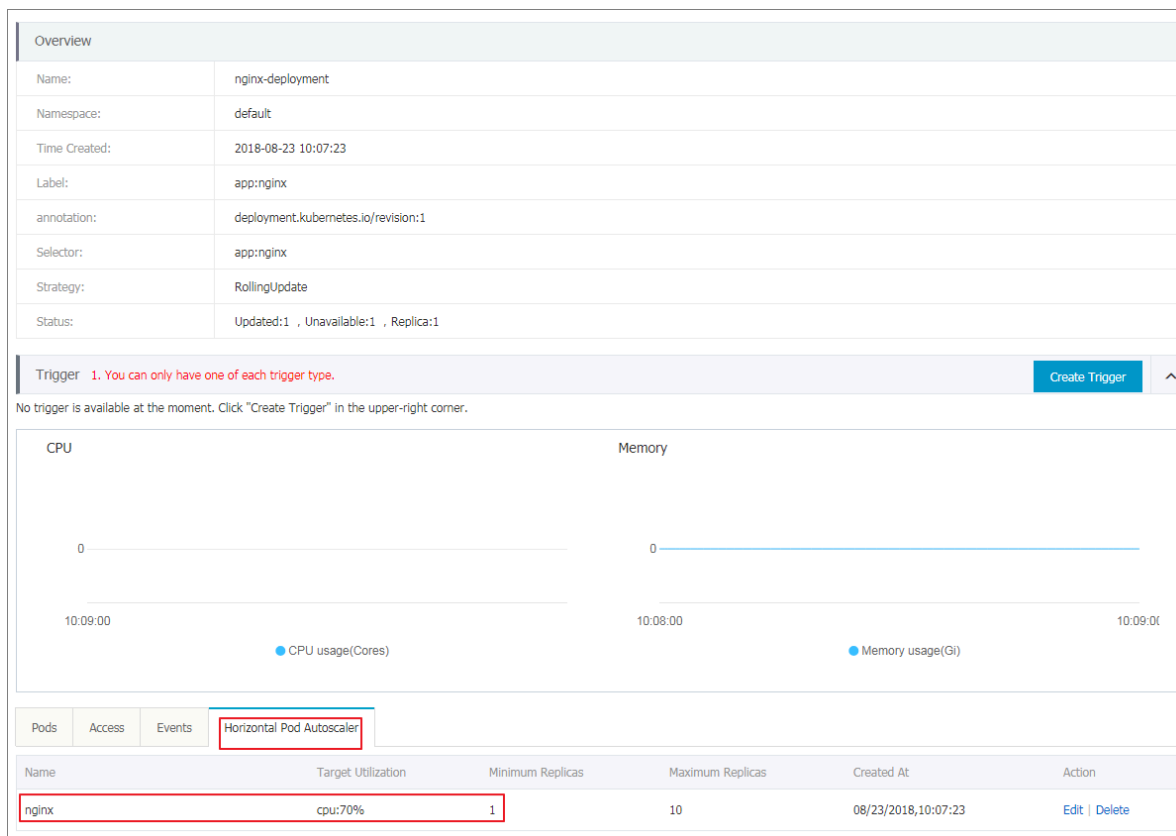 Overview
Name: nginx-deployment
Namespace: default
Time Created: 2018-08-23 10:07:23
Label: app:nginx
annotation: deployment.kubernetes.io/revision:1
Selector: app:nginx
Strategy: RollingUpdate
Status: Updated:1 , Unavailable:1 , Replica:1
Trigger 1. You can only have one of each trigger type. Create Trigger
No trigger is available at the moment. Click "Create Trigger" in the upper-right corner.
CPU Memory
0 0
10:09:00 10:08:00 10:09:00
CPU usage(Cores) Memory usage(Gi)
Pods Access Events Horizontal Pod Autoscaler
Name Target Utilization Minimum Replicas Maximum Replicas Created At Action
nginx cpu:70% 1 10 08/23/2018,10:07:23 Edit | Delete